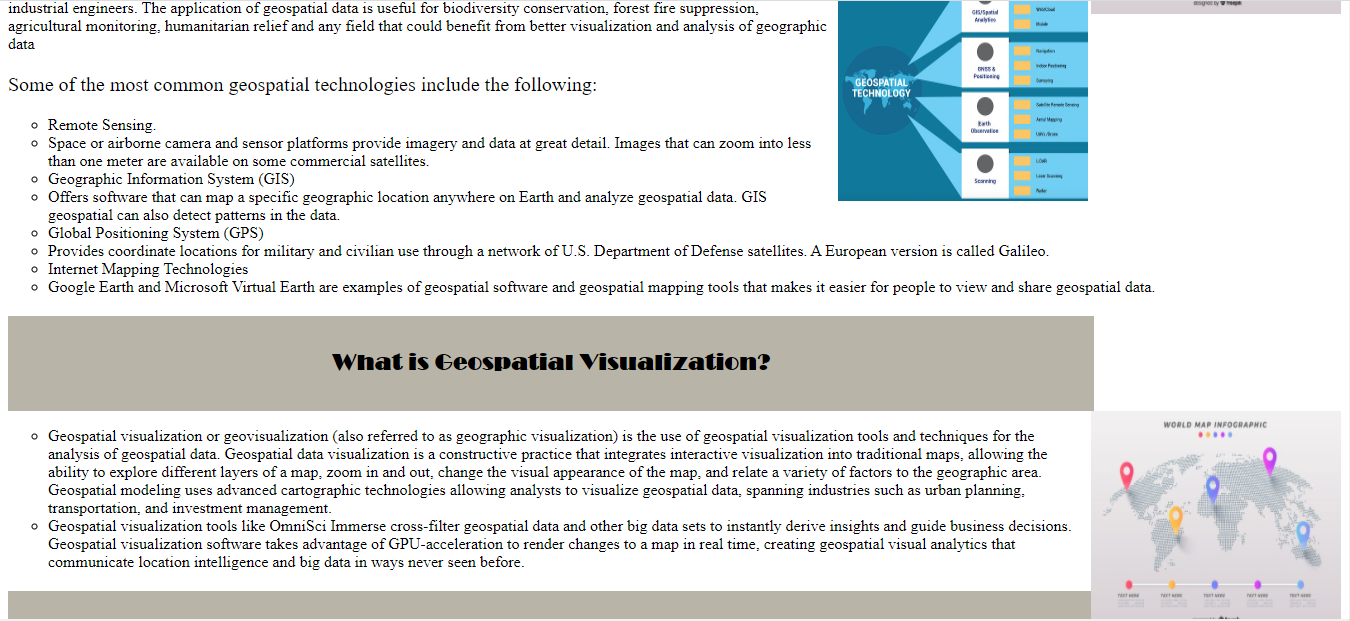 industrial engineers. The application of geospatial data is useful for biodiversity conservation, forest fire suppression,
agricultural monitoring, humanitarian relief and any field that could benefit from better visualization and analysis of geographic
data
Some of the most common geospatial technologies include the following:
Remote Sensing.
Space or airborne camera and sensor platforms provide imagery and data at great detail. Images that can zoom into less
than one meter are available on some commercial satellites.
Geographic Information System (GIS)
Offers software that can map a specific geographic location anywhere on Earth and analyze geospatial data. GIS
geospatial can also detect patterns in the data.
Global Positioning System (GPS)
Provides coordinate locations for military and civilian use through a network of U.S. Department of Defense satellites. A European version is called Galileo.
Internet Mapping Technologies
Google Earth and Microsoft Virtual Earth are examples of geospatial software and geospatial mapping tools that makes it easier for people to view and share geospatial data.
GEOSPATIAL
TECHNOLOGY
GIS/Spatial
Analytics
Mobile
GNSS &
Positioning
Navigation
Indoor Positioning
Surveying
Earth
Observation
Satellite Remote Sensing
Aerial Mapping
Scanning
LiDAR
Laser Scanning
Radar
designed by freepik
What is Geospatial Visualization?
Geospatial visualization or geovisualization (also referred to as geographic visualization) is the use of geospatial visualization tools and techniques for the
analysis of geospatial data. Geospatial data visualization is a constructive practice that integrates interactive visualization into traditional maps, allowing the
ability to explore different layers of a map, zoom in and out, change the visual appearance of the map, and relate a variety of factors to the geographic area.
Geospatial modeling uses advanced cartographic technologies allowing analysts to visualize geospatial data, spanning industries such as urban planning,
transportation, and investment management.
Geospatial visualization tools like OmniSci Immerse cross-filter geospatial data and other big data sets to instantly derive insights and guide business decisions.
Geospatial visualization software takes advantage of GPU-acceleration to render changes to a map in real time, creating geospatial visual analytics that
communicate location intelligence and big data in ways never seen before.
WORLD MAP INFOGRAPHIC
TEXT HERE TEXT HERE TEXT HERE TEXT HERE TEXT HERE